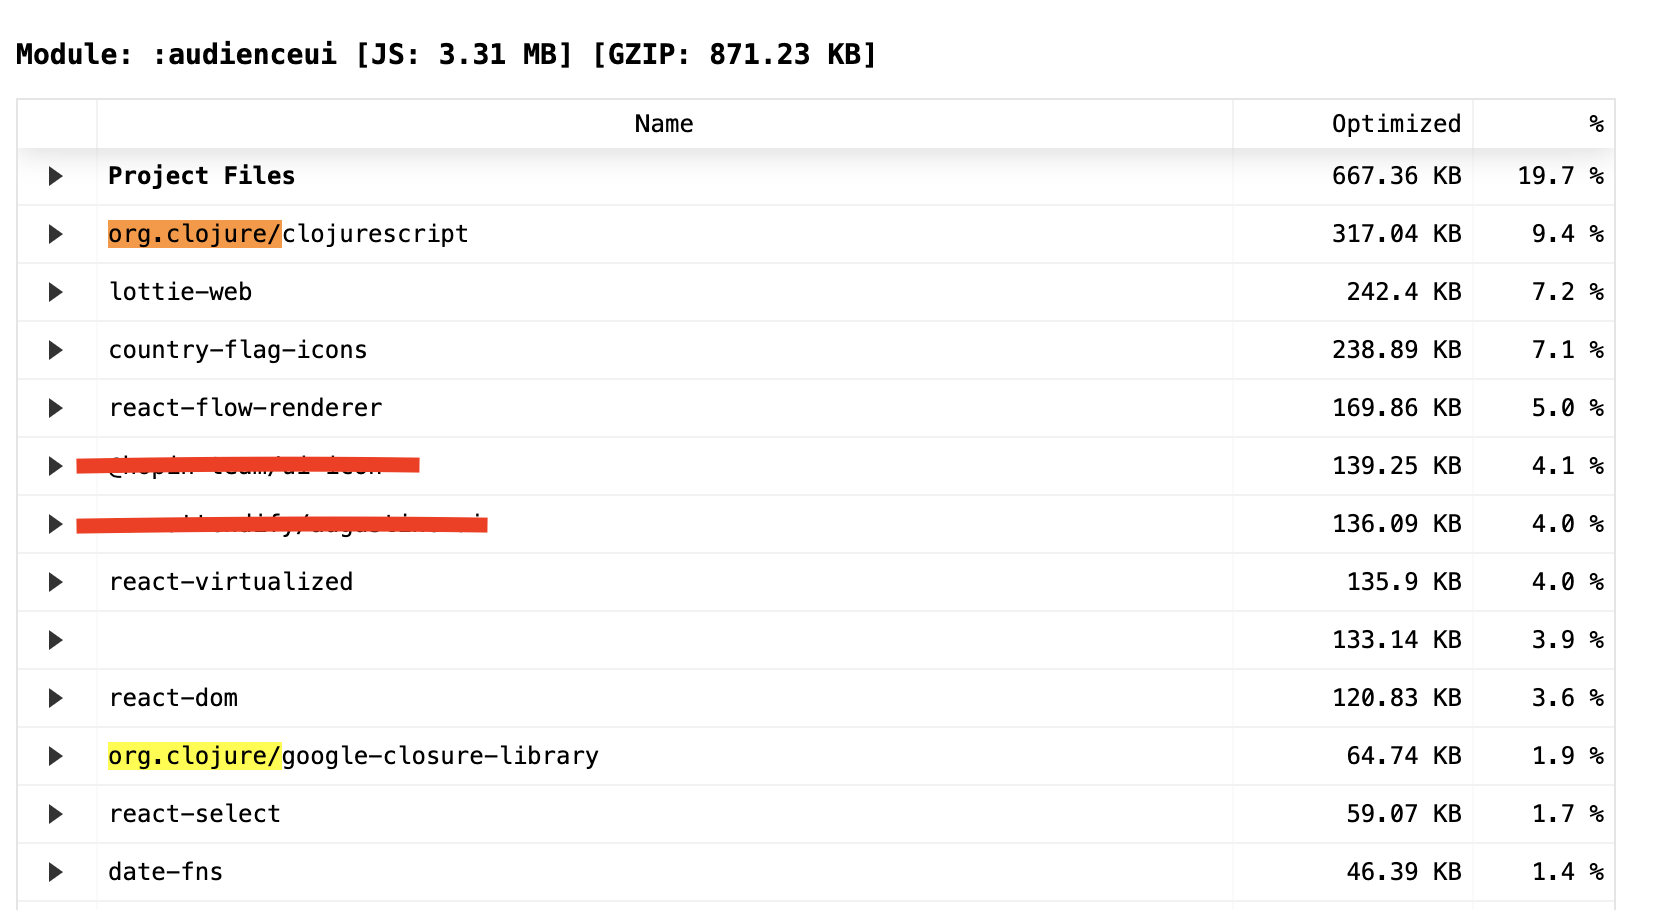 Module: :audienceui [JS: 3.31 MB] [GZIP: 871.23 KB]
Name Optimized %
Project Files 667.36 KB 19.7 %
org.clojure/clojurescript 317.04 KB 9.4 %
lottie-web 242.4 KB 7.2 %
country-flag-icons 238.89 KB 7.1 %
react-flow-renderer 169.86 KB 5.0 %
139.25 KB 4.1 %
136.09 KB 4.0 %
react-virtualized 135.9 KB 4.0 %
133.14 KB 3.9 %
react-dom 120.83 KB 3.6 %
org.clojure/google-closure-library 64.74 KB 1.9 %
react-select 59.07 KB 1.7 %
date-fns 46.39 KB 1.4 %